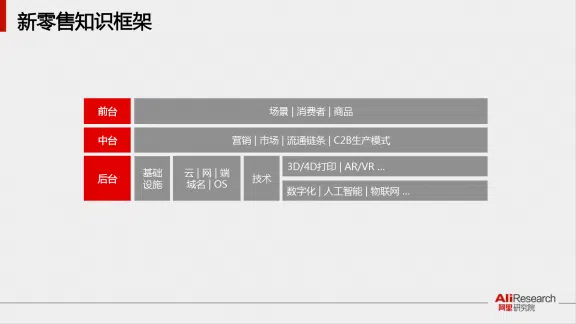 新零售知识框架
前台
场景 | 消费者 | 商品
中台
营销 | 市场 | 流通链条 | C2B生产模式
后台
基础
设施
云 | 网 | 端
域名 | OS
技术
3D/4D打印 | AR/VR ...
数字化 | 人工智能 | 物联网 ...
AliResearch
阿里研究院